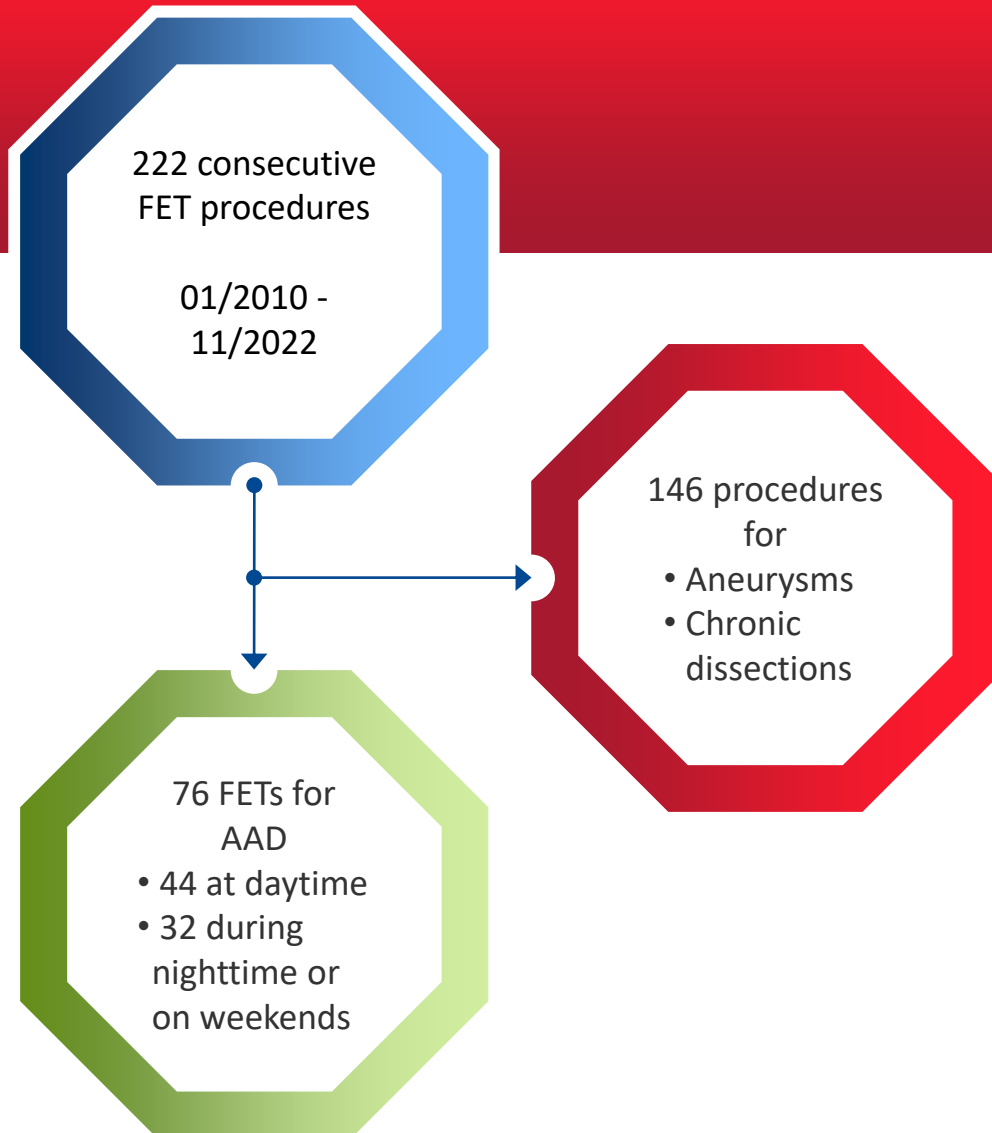 222 consecutive
FET procedures
01/2010 -
11/2022
146 procedures
for
• Aneurysms
• Chronic
dissections
76 FETs for
AAD
• 44 at daytime
• 32 during
nighttime or
on weekends